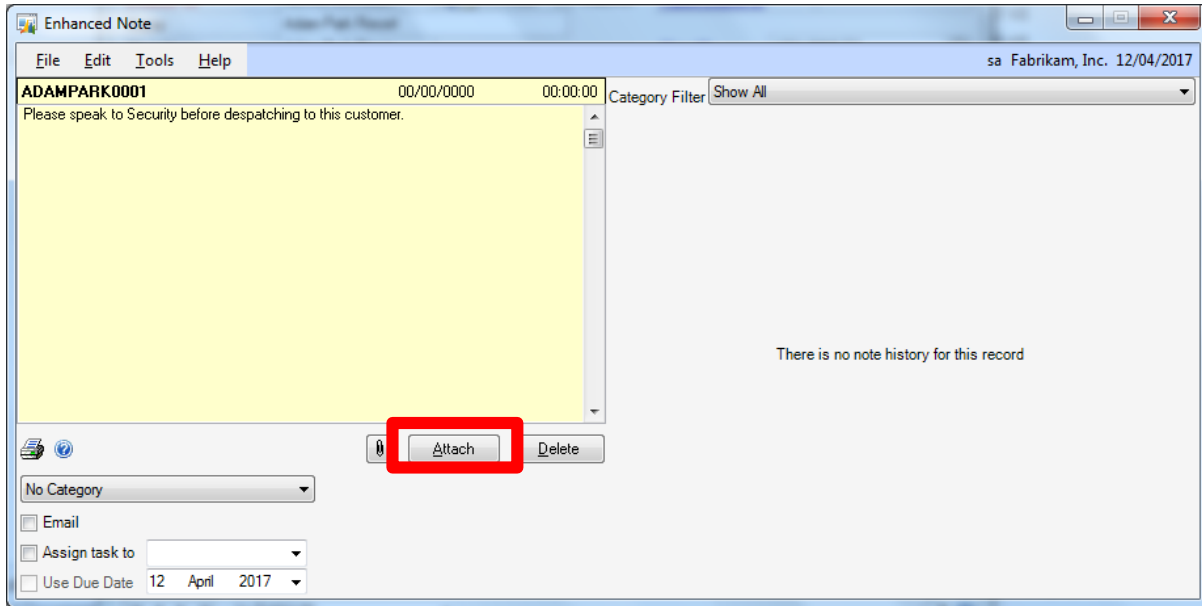 Enhanced Note
File Edit Tools Help
sa Fabrikam, Inc. 12/04/2017
ADAMPARK0001 00/00/0000 00:00:00
Category Filter Show All
Please speak to Security before despatching to this customer.
There is no note history for this record
Attach Delete
No Category
Email
Assign task to
Use Due Date 12 April 2017